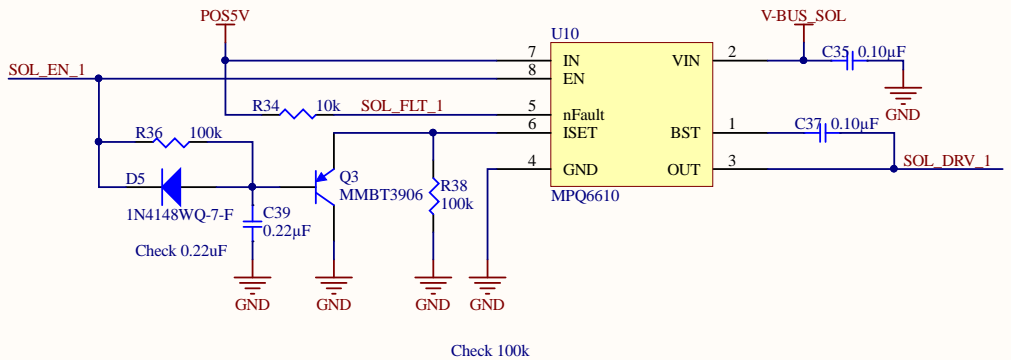 POS5V
V-BUS_SOL
U10
SOL_EN_1
7 IN VIN 2 C35 0.10µF
8 EN
GND
R34 10k SOL_FLT_1 5 nFault
R36 100k 6 ISET BST 1 C37 0.10µF
4 GND OUT 3 SOL_DRV_1
D5 Q3 R38
MMBT3906 MPQ6610
100k
1N4148WQ-7-F C39
0.22µF
Check 0.22uF
GND GND GND GND
Check 100k